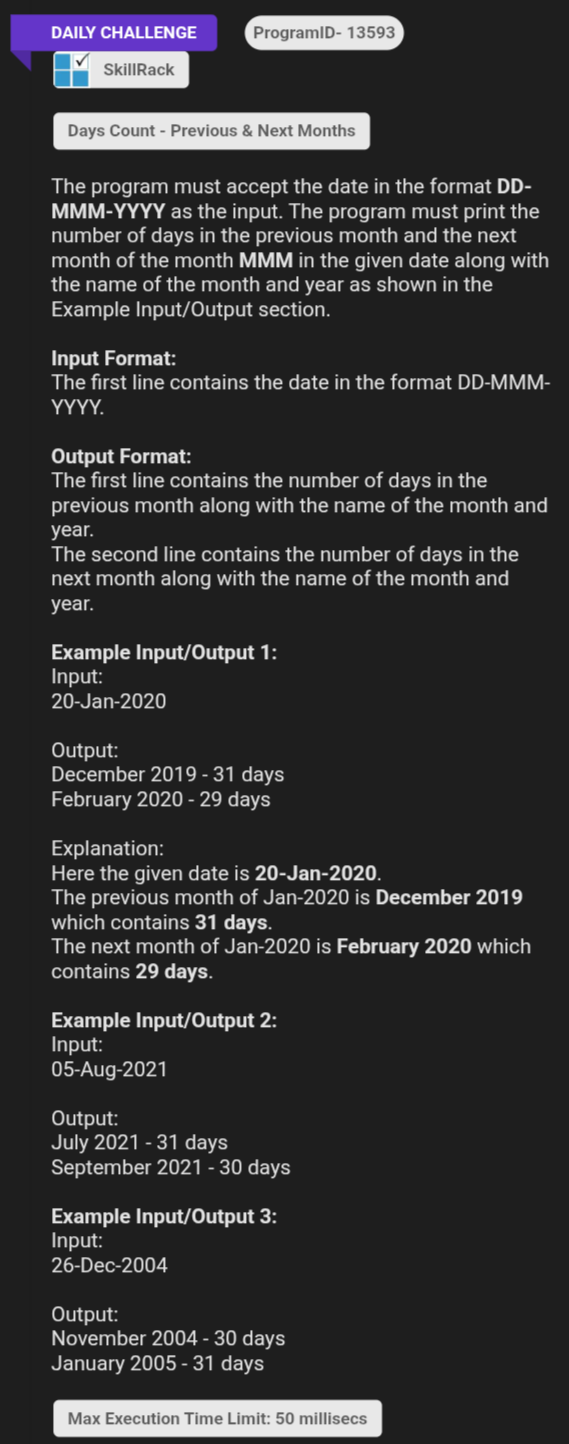 DAILY CHALLENGE
ProgramID- 13593
SkillRack
Days Count - Previous & Next Months
The program must accept the date in the format DD-
MMM-YYYY as the input. The program must print the
number of days in the previous month and the next
month of the month MMM in the given date along with
the name of the month and year as shown in the
Example Input/Output section.
Input Format:
The first line contains the date in the format DD-MMM-
YYYY.
Output Format:
The first line contains the number of days in the
previous month along with the name of the month and
year.
The second line contains the number of days in the
next month along with the name of the month and
year.
Example Input/Output 1:
Input:
20-Jan-2020
Output:
December 2019 - 31 days
February 2020 - 29 days
Explanation:
Here the given date is 20-Jan-2020.
The previous month of Jan-2020 is December 2019
which contains 31 days.
The next month of Jan-2020 is February 2020 which
contains 29 days.
Example Input/Output 2:
Input:
05-Aug-2021
Output:
July 2021 - 31 days
September 2021 - 30 days
Example Input/Output 3:
Input:
26-Dec-2004
Output:
November 2004 - 30 days
January 2005 - 31 days
Max Execution Time Limit: 50 millisecs